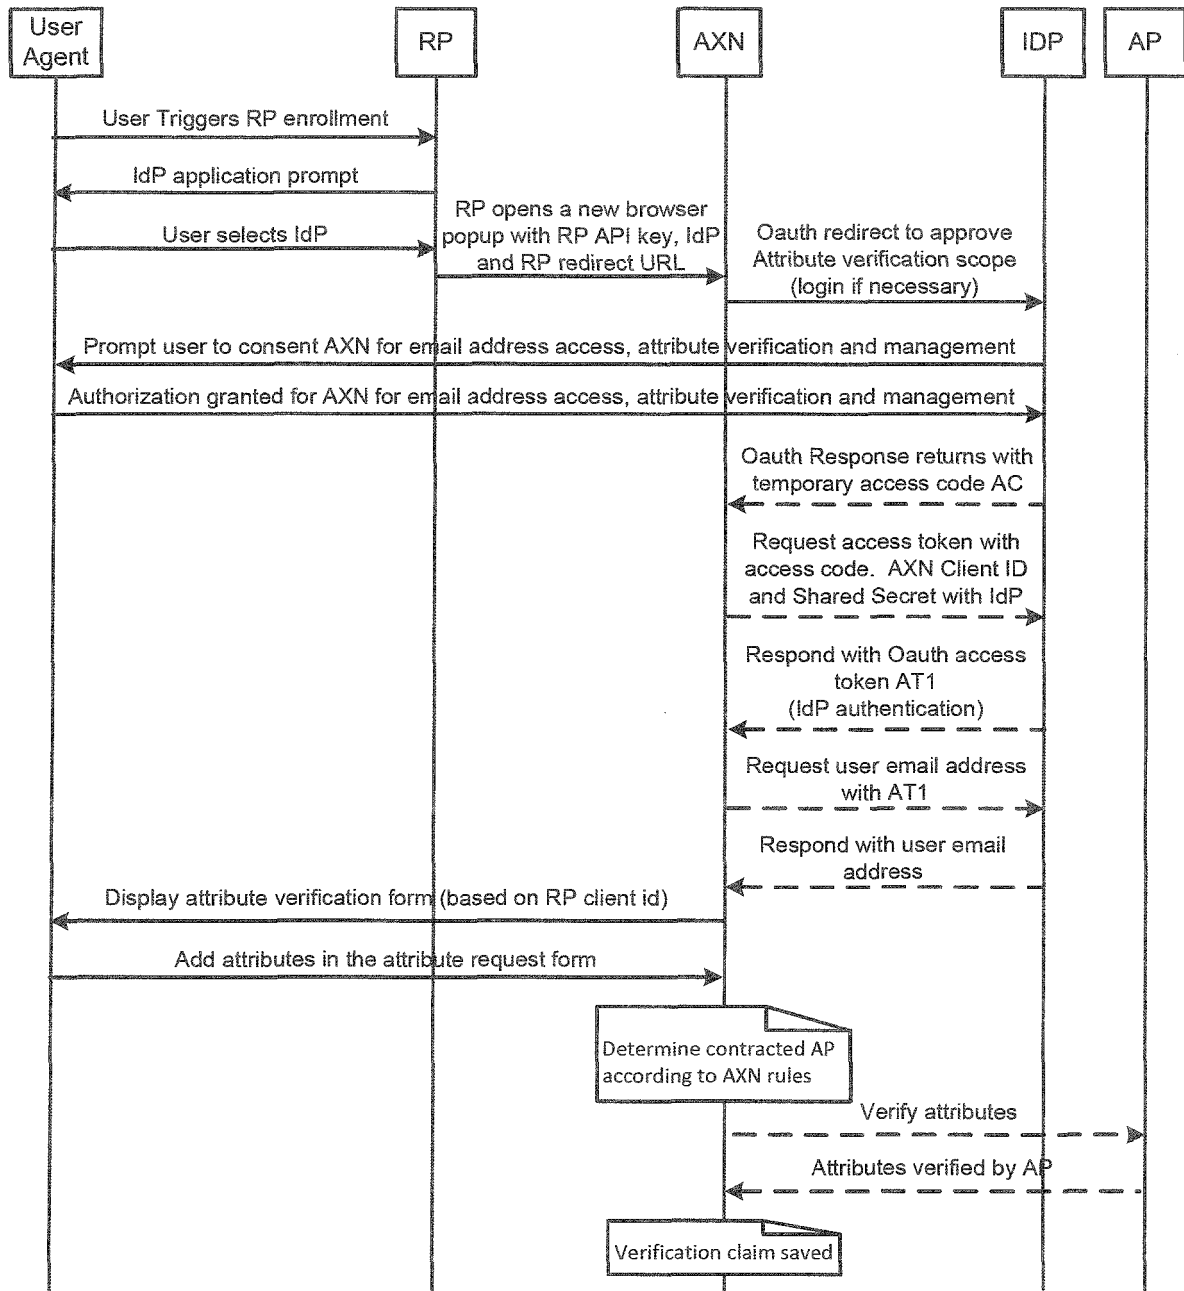 User
Agent
RP
AXN
IDP
AP
User Triggers RP enrollment
IdP application prompt
User selects IdP
RP opens a new browser
popup with RP API key, IdP
and RP redirect URL
Oauth redirect to approve
Attribute verification scope
(login if necessary)
Prompt user to consent AXN for email address access, attribute verification and management
Authorization granted for AXN for email address access, attribute verification and management
Oauth Response returns with
temporary access code AC
Request access token with
access code. AXN Client ID
and Shared Secret with IdP
Respond with Oauth access
token AT1
(IdP authentication)
Request user email address
with AT1
Respond with user email
address
Display attribute verification form (based on RP client id)
Add attributes in the attribute request form
Determine contracted AP
according to AXN rules
Verify attributes
Attributes verified by AP
Verification claim saved